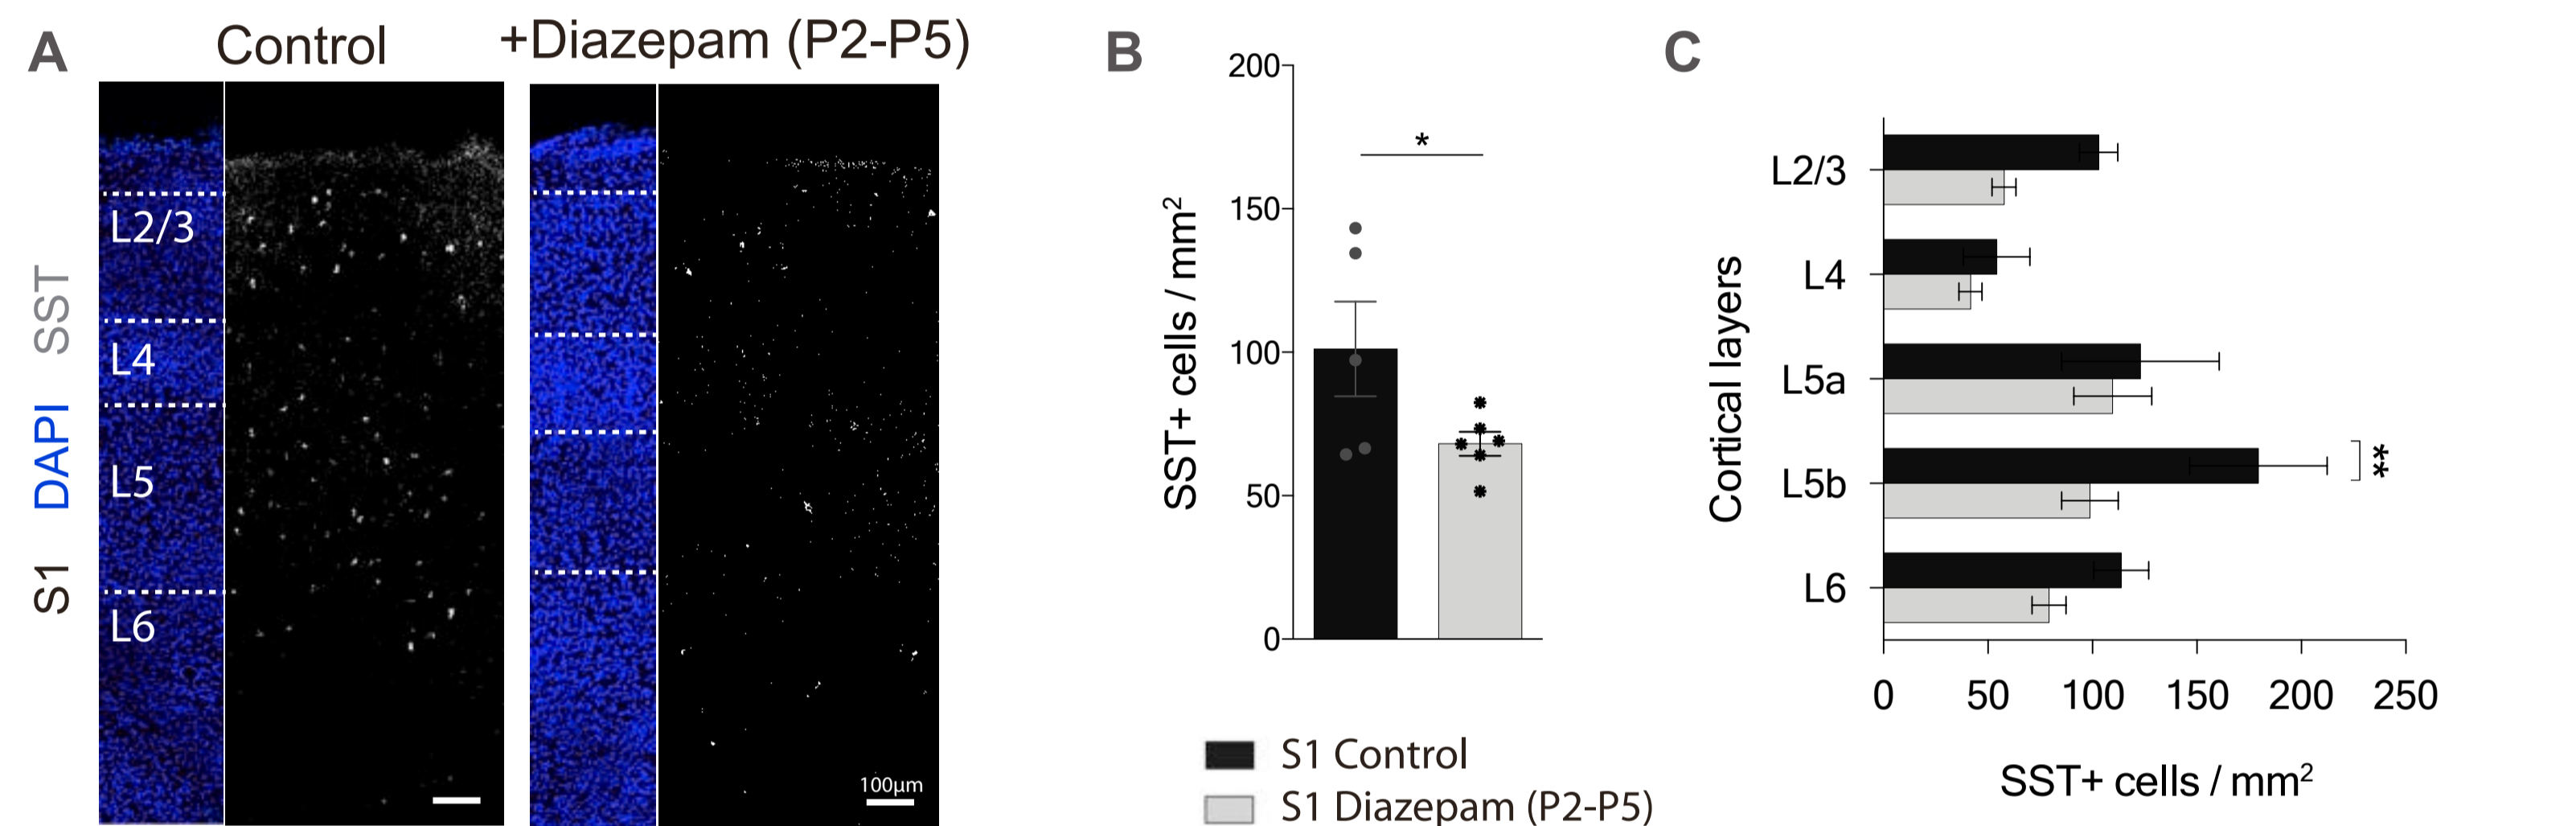 A
Control
+Diazepam (P2-P5)
S1 DAPI SST
L2/3
L4
L5
L6
100μm
B
SST+ cells / mm²
200
150
100
50
0
*
S1 Control
S1 Diazepam (P2-P5)
C
Cortical layers
L2/3
L4
L5a
L5b
L6
**
0 50 100 150 200 250
SST+ cells / mm²